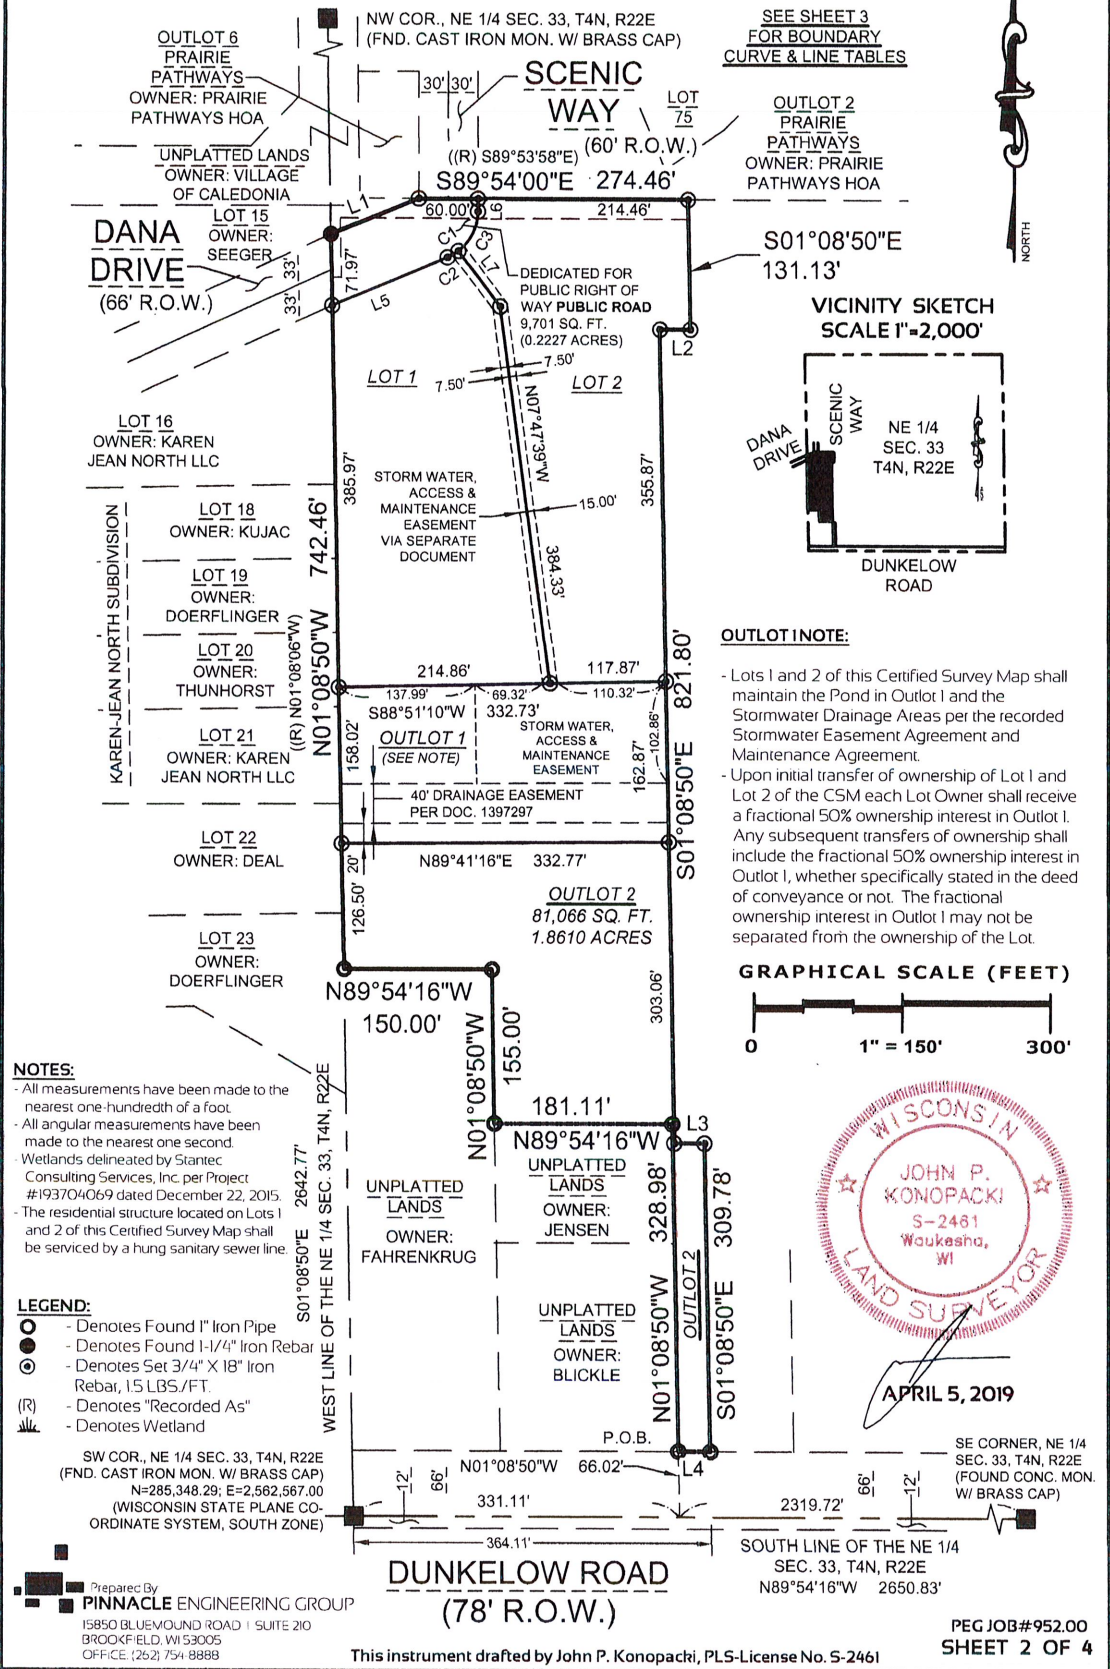 NW COR., NE 1/4 SEC. 33, T4N, R22E
(FND. CAST IRON MON. W/ BRASS CAP)
SEE SHEET 3
FOR BOUNDARY
CURVE & LINE TABLES
OUTLOT 6
PRAIRIE
PATHWAYS
OWNER: PRAIRIE
PATHWAYS HOA
30' 30'
SCENIC
WAY
(60' R.O.W.)
LOT
75
OUTLOT 2
PRAIRIE
PATHWAYS
OWNER: PRAIRIE
PATHWAYS HOA
NORTH
UNPLATTED LANDS
OWNER: VILLAGE
OF CALEDONIA
((R) S89°53'58"E)
S89°54'00"E 274.46'
L1
60.00'
9'
214.46'
LOT 15
OWNER:
SEEGER
DANA
DRIVE
(66' R.O.W.)
33'
33'
71.97'
C1
C3
C2
L7
L5
DEDICATED FOR
PUBLIC RIGHT OF
WAY PUBLIC ROAD
9,701 SQ. FT.
(0.2227 ACRES)
S01°08'50"E
131.13'
L2
7.50'
7.50'
LOT 1
LOT 2
N07°47'39"W
384.33'
15.00'
355.87'
385.97'
STORM WATER,
ACCESS &
MAINTENANCE
EASEMENT
VIA SEPARATE
DOCUMENT
VICINITY SKETCH
SCALE 1"=2,000'
DANA
DRIVE
SCENIC
WAY
NE 1/4
SEC. 33
T4N, R22E
DUNKELOW
ROAD
LOT 16
OWNER: KAREN
JEAN NORTH LLC
KAREN-JEAN NORTH SUBDIVISION
LOT 18
OWNER: KUJAC
LOT 19
OWNER:
DOERFLINGER
LOT 20
OWNER:
THUNHORST
LOT 21
OWNER: KAREN
JEAN NORTH LLC
LOT 22
OWNER: DEAL
LOT 23
OWNER:
DOERFLINGER
((R) N01°08'06"W)
N01°08'50"W 742.46'
214.86'
117.87'
137.99'
69.32'
110.32'
S88°51'10"W 332.73'
OUTLOT 1
(SEE NOTE)
STORM WATER,
ACCESS &
MAINTENANCE
EASEMENT
158.02'
162.87'
102.86'
S01°08'50"E 821.80'
40' DRAINAGE EASEMENT
PER DOC. 1397297
20'
N89°41'16"E 332.77'
126.50'
OUTLOT 2
81,066 SQ. FT.
1.8610 ACRES
303.06'
N89°54'16"W
150.00'
N01°08'50"W
155.00'
181.11'
N89°54'16"W
L3
OUTLOT 1 NOTE:
- Lots 1 and 2 of this Certified Survey Map shall
maintain the Pond in Outlot 1 and the
Stormwater Drainage Areas per the recorded
Stormwater Easement Agreement and
Maintenance Agreement.
- Upon initial transfer of ownership of Lot 1 and
Lot 2 of the CSM each Lot Owner shall receive
a fractional 50% ownership interest in Outlot 1.
Any subsequent transfers of ownership shall
include the fractional 50% ownership interest in
Outlot 1, whether specifically stated in the deed
of conveyance or not. The fractional
ownership interest in Outlot 1 may not be
separated from the ownership of the Lot.
GRAPHICAL SCALE (FEET)
0 1" = 150' 300'
WISCONSIN
JOHN P.
KONOPACKI
S-2461
Waukesha,
WI
LAND SURVEYOR
APRIL 5, 2019
NOTES:
- All measurements have been made to the
nearest one-hundredth of a foot.
- All angular measurements have been
made to the nearest one second.
- Wetlands delineated by Stantec
Consulting Services, Inc. per Project
#193704069 dated December 22, 2015.
- The residential structure located on Lots 1
and 2 of this Certified Survey Map shall
be serviced by a hung sanitary sewer line.
S01°08'50"E 2642.77'
WEST LINE OF THE NE 1/4 SEC. 33, T4N, R22E
UNPLATTED
LANDS
OWNER:
FAHRENKRUG
UNPLATTED
LANDS
OWNER:
JENSEN
UNPLATTED
LANDS
OWNER:
BLICKLE
N01°08'50"W 328.98'
OUTLOT 2
S01°08'50"E 309.78'
LEGEND:
- Denotes Found 1" Iron Pipe
- Denotes Found 1-1/4" Iron Rebar
- Denotes Set 3/4" X 18" Iron
Rebar, 1.5 LBS./FT.
(R) - Denotes "Recorded As"
- Denotes Wetland
P.O.B.
L4
N01°08'50"W 66.02'
SW COR., NE 1/4 SEC. 33, T4N, R22E
(FND. CAST IRON MON. W/ BRASS CAP)
N=285,348.29; E=2,562,567.00
(WISCONSIN STATE PLANE CO-
ORDINATE SYSTEM, SOUTH ZONE)
12'
66'
331.11'
2319.72'
66'
12'
SE CORNER, NE 1/4
SEC. 33, T4N, R22E
(FOUND CONC. MON.
W/ BRASS CAP)
364.11'
SOUTH LINE OF THE NE 1/4
SEC. 33, T4N, R22E
N89°54'16"W 2650.83'
DUNKELOW ROAD
(78' R.O.W.)
Prepared By
PINNACLE ENGINEERING GROUP
15850 BLUEMOUND ROAD | SUITE 210
BROOKFIELD, WI 53005
OFFICE: (262) 754-8888
This instrument drafted by John P. Konopacki, PLS-License No. S-2461
PEG JOB#952.00
SHEET 2 OF 4